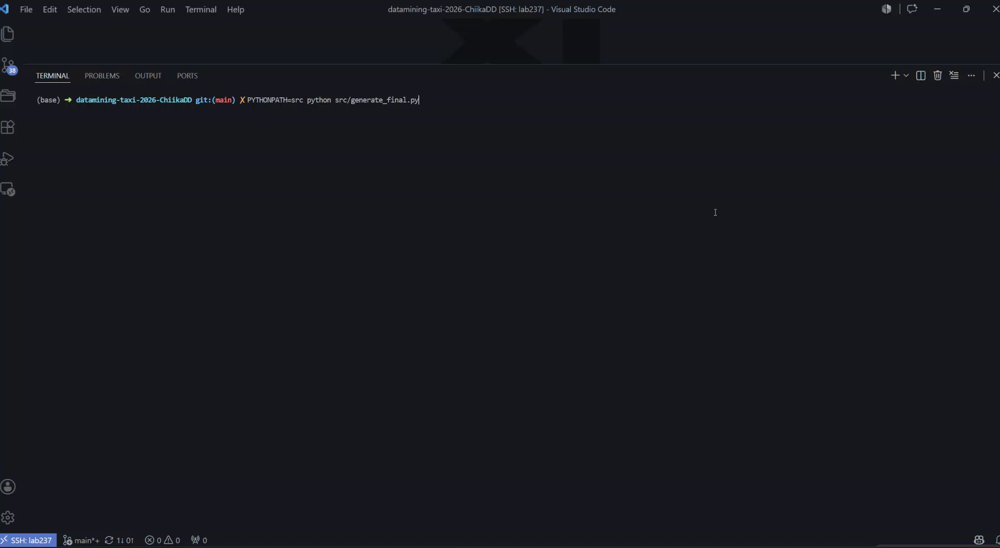 File Edit Selection View Go Run Terminal Help
datamining-taxi-2026-ChiikaDD [SSH: lab237] - Visual Studio Code
38
TERMINAL PROBLEMS OUTPUT PORTS
(base) ➜ datamining-taxi-2026-ChiikaDD git:(main) ✗ PYTHONPATH=src python src/generate_final.py
SSH: lab237 main*+ 1↓ 0↑ 0 0 0